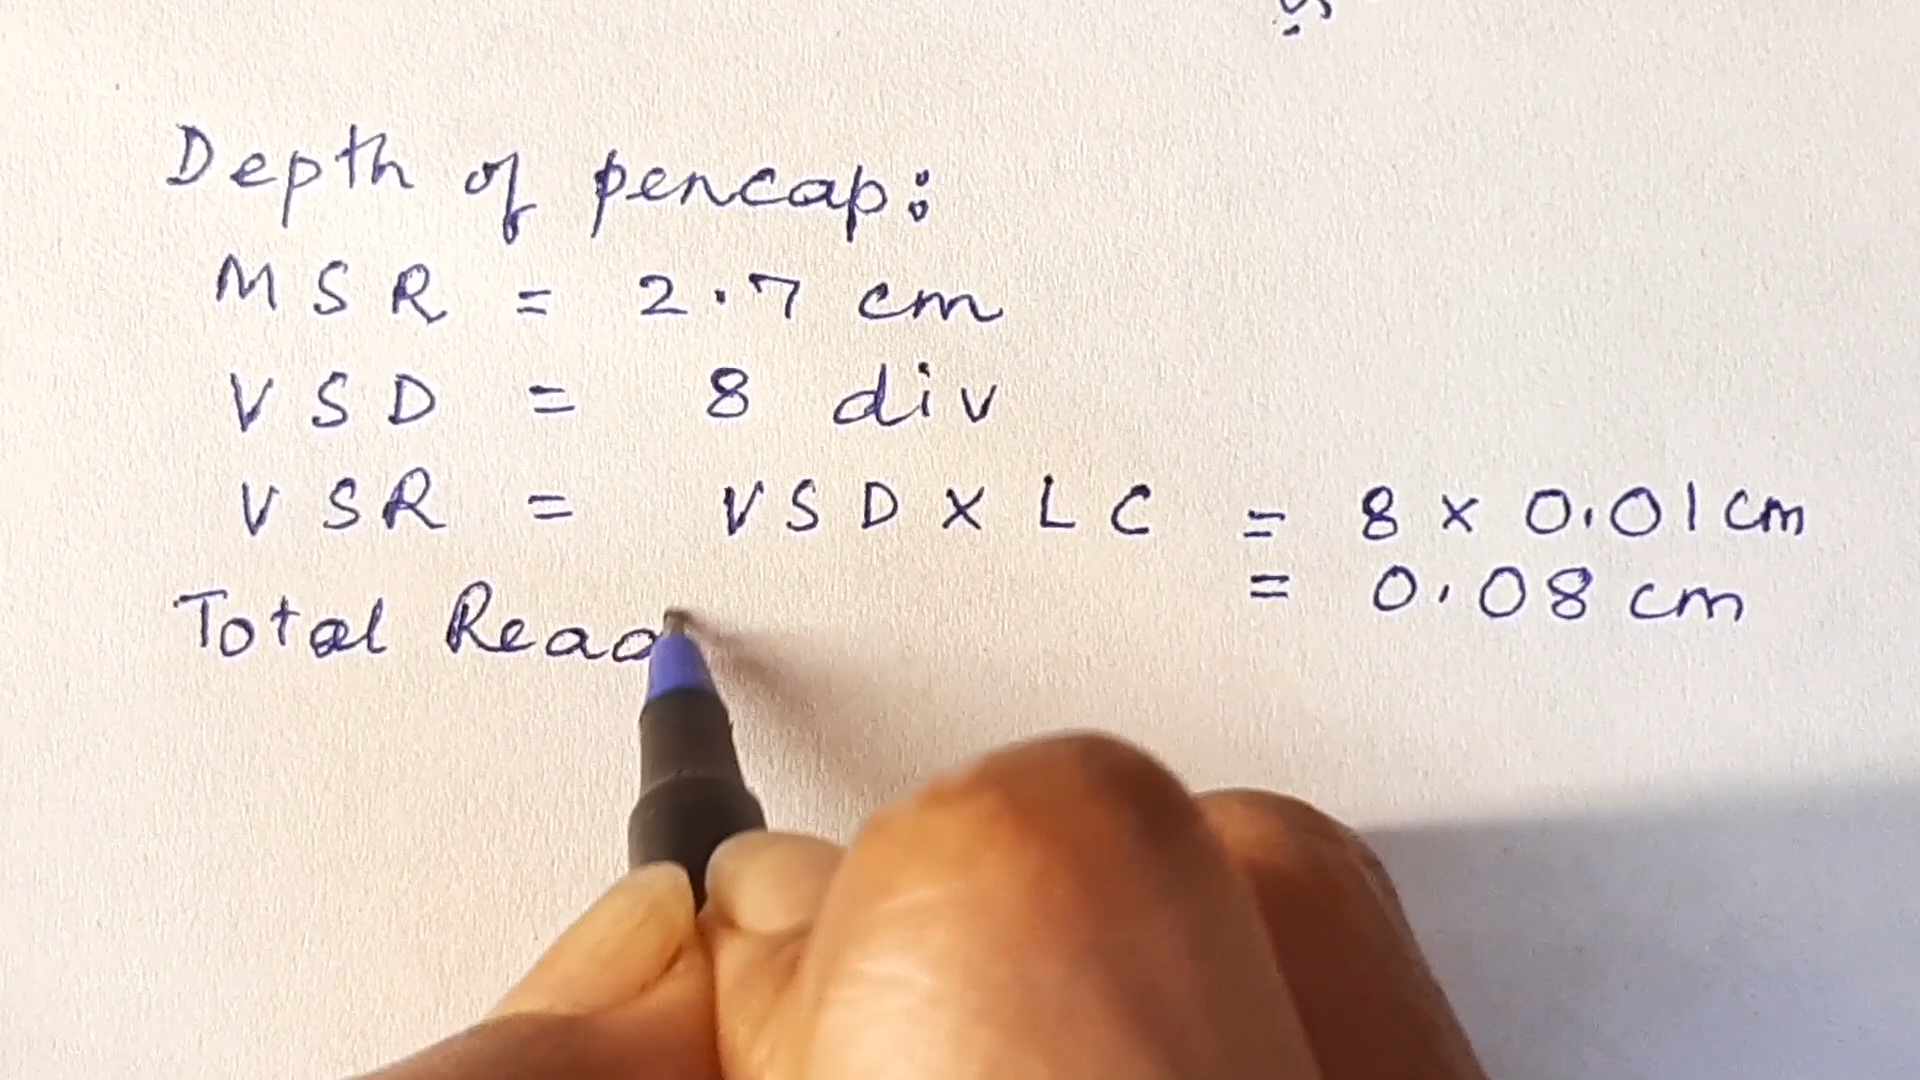 Depth of pencap:
MSR = 2.7 cm
VSD = 8 div
VSR = VSD X LC = 8 x 0.01 cm
= 0.08 cm
Total